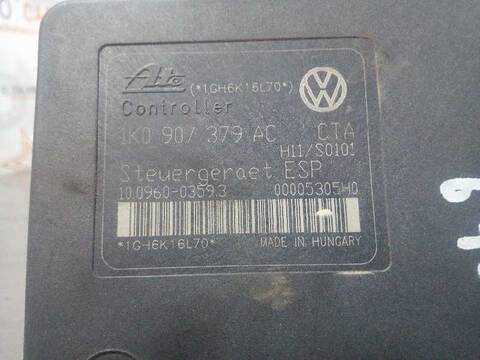 Ate (*1GH6K16L70*)
Controller
1K0 907 379 AC CTA
H11/S0101
Steuergeraet ESP
10.0960-0359.3 00005305H0
*1GH6K16L70* MADE IN HUNGARY